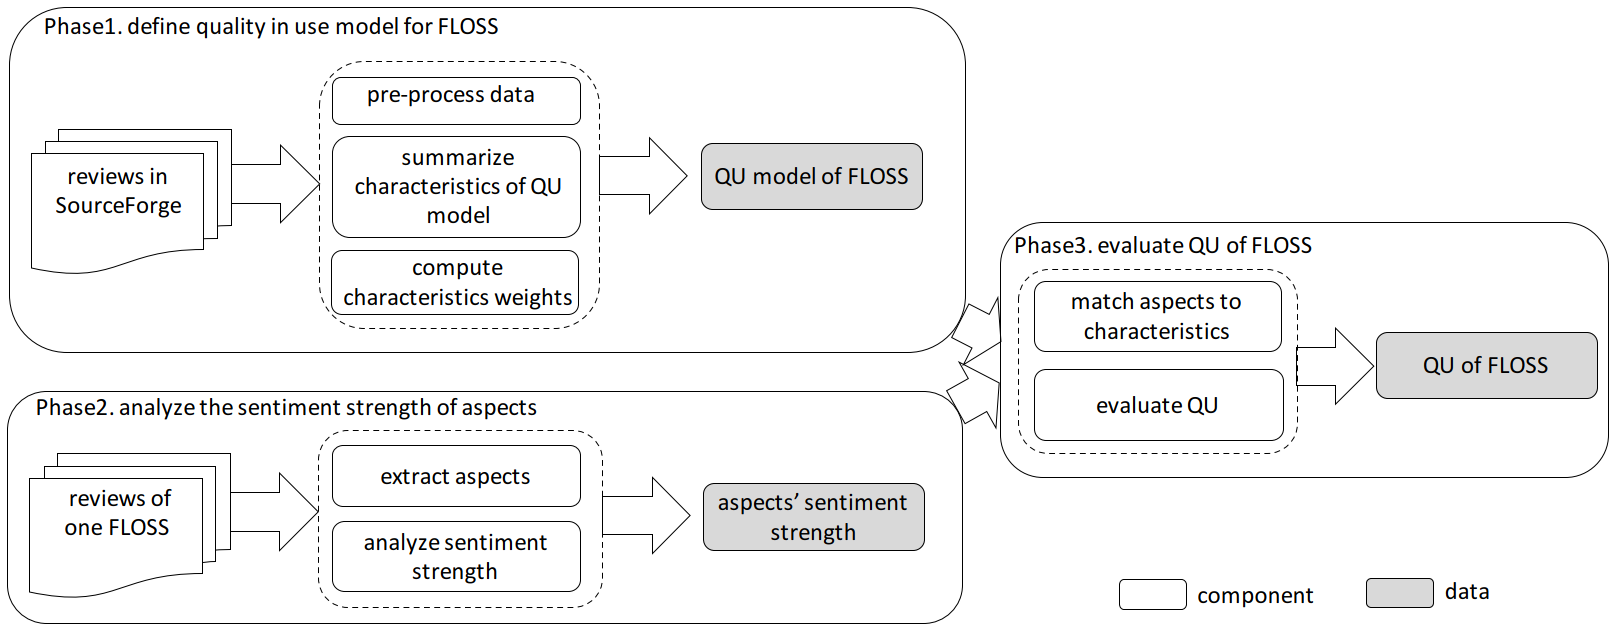 Phase1. define quality in use model for FLOSS
reviews in
SourceForge
pre-process data
summarize
characteristics of QU
model
compute
characteristics weights
QU model of FLOSS
Phase2. analyze the sentiment strength of aspects
reviews of
one FLOSS
extract aspects
analyze sentiment
strength
aspects’ sentiment
strength
Phase3. evaluate QU of FLOSS
match aspects to
characteristics
evaluate QU
QU of FLOSS
component
data